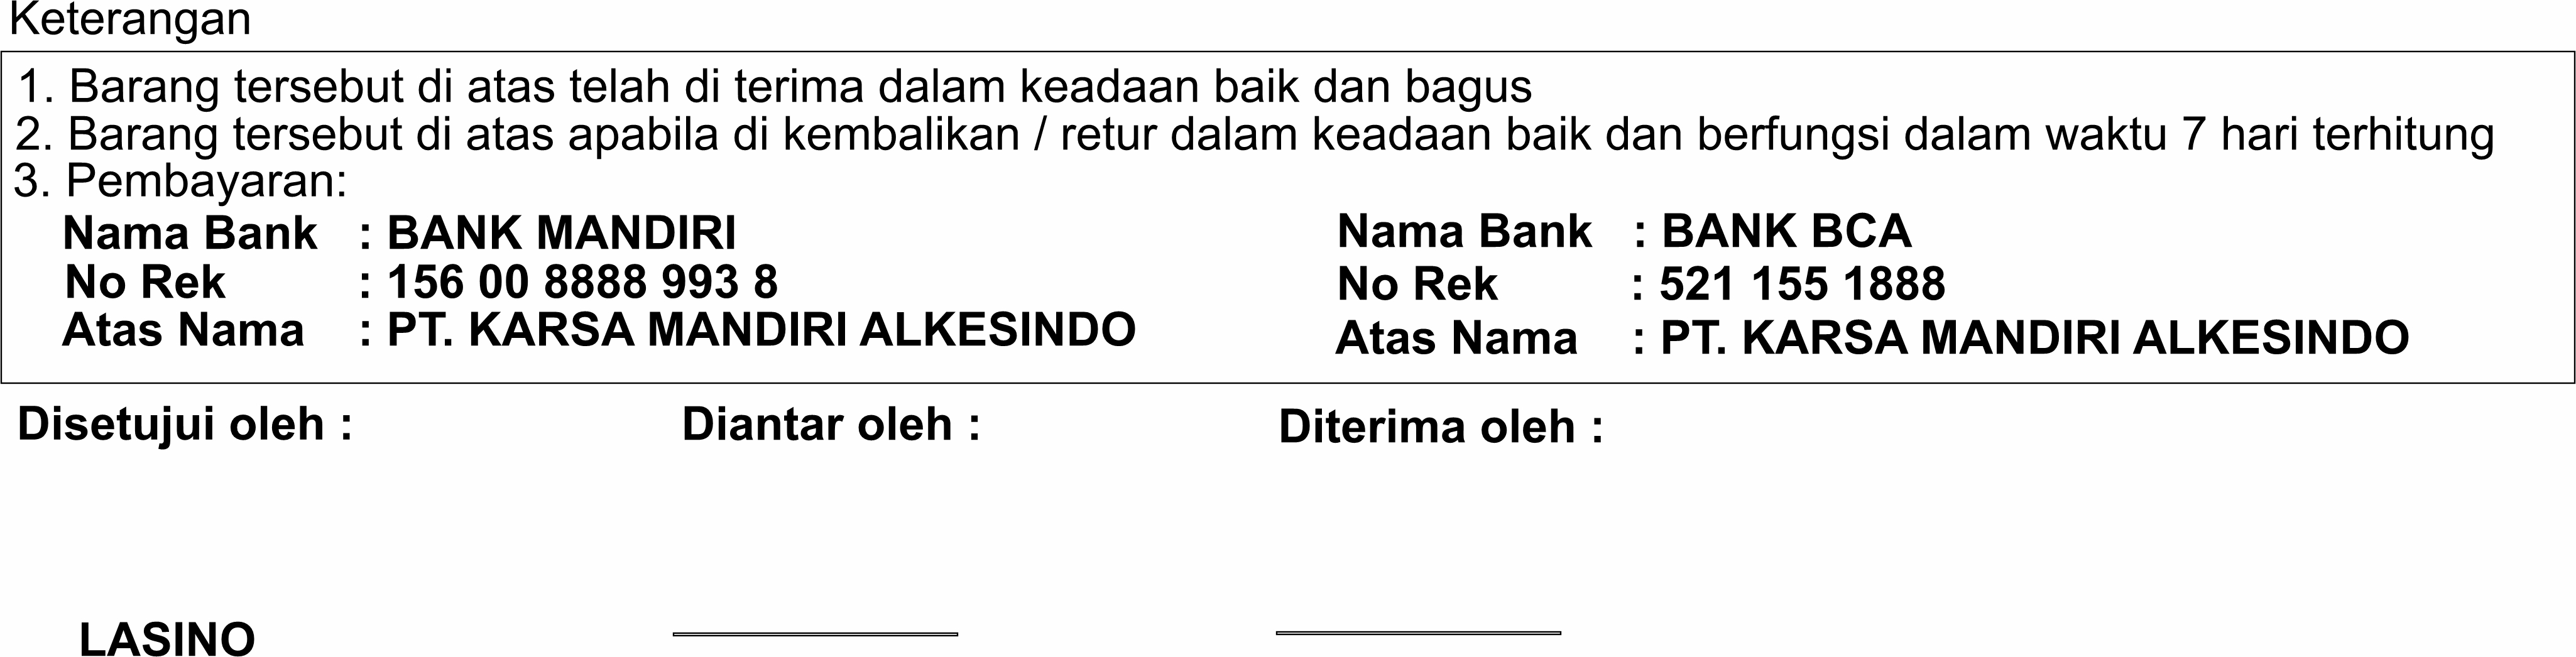 Keterangan
1. Barang tersebut di atas telah di terima dalam keadaan baik dan bagus
2. Barang tersebut di atas apabila di kembalikan / retur dalam keadaan baik dan berfungsi dalam waktu 7 hari terhitung
3. Pembayaran:
Nama Bank : BANK MANDIRI
No Rek : 156 00 8888 993 8
Atas Nama : PT. KARSA MANDIRI ALKESINDO
Nama Bank : BANK BCA
No Rek : 521 155 1888
Atas Nama : PT. KARSA MANDIRI ALKESINDO
Disetujui oleh : Diantar oleh : Diterima oleh :
LASINO